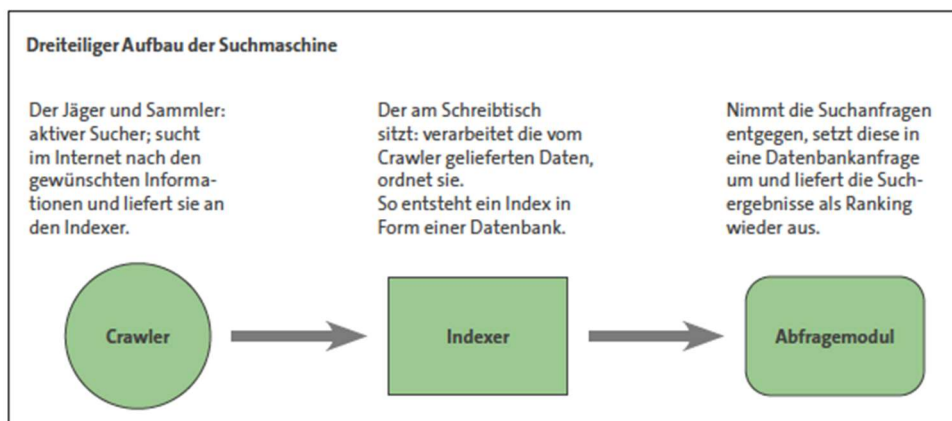 Dreiteiliger Aufbau der Suchmaschine
Der Jäger und Sammler:
aktiver Sucher; sucht
im Internet nach den
gewünschten Informa-
tionen und liefert sie an
den Indexer.
Der am Schreibtisch
sitzt: verarbeitet die vom
Crawler gelieferten Daten,
ordnet sie.
So entsteht ein Index in
Form einer Datenbank.
Nimmt die Suchanfragen
entgegen, setzt diese in
eine Datenbankanfrage
um und liefert die Such-
ergebnisse als Ranking
wieder aus.
Crawler
Indexer
Abfragemodul